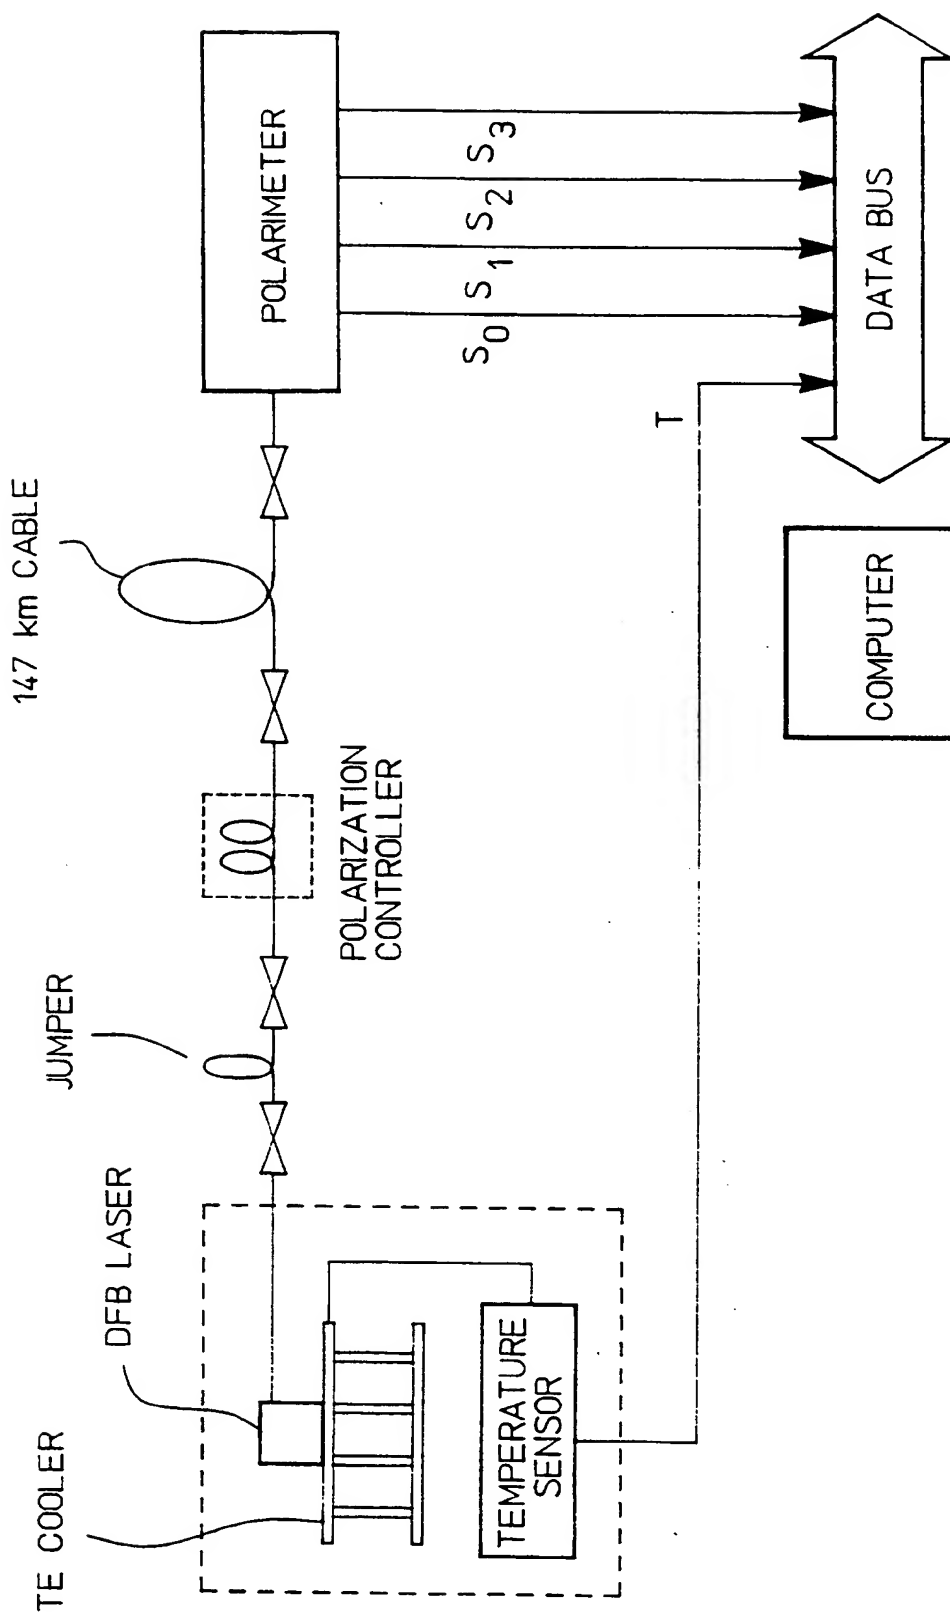 TE COOLER
DFB LASER
JUMPER
147 km CABLE
POLARIZATION
CONTROLLER
POLARIMETER
TEMPERATURE
SENSOR
S0
S1
S2
S3
T
COMPUTER
DATA BUS